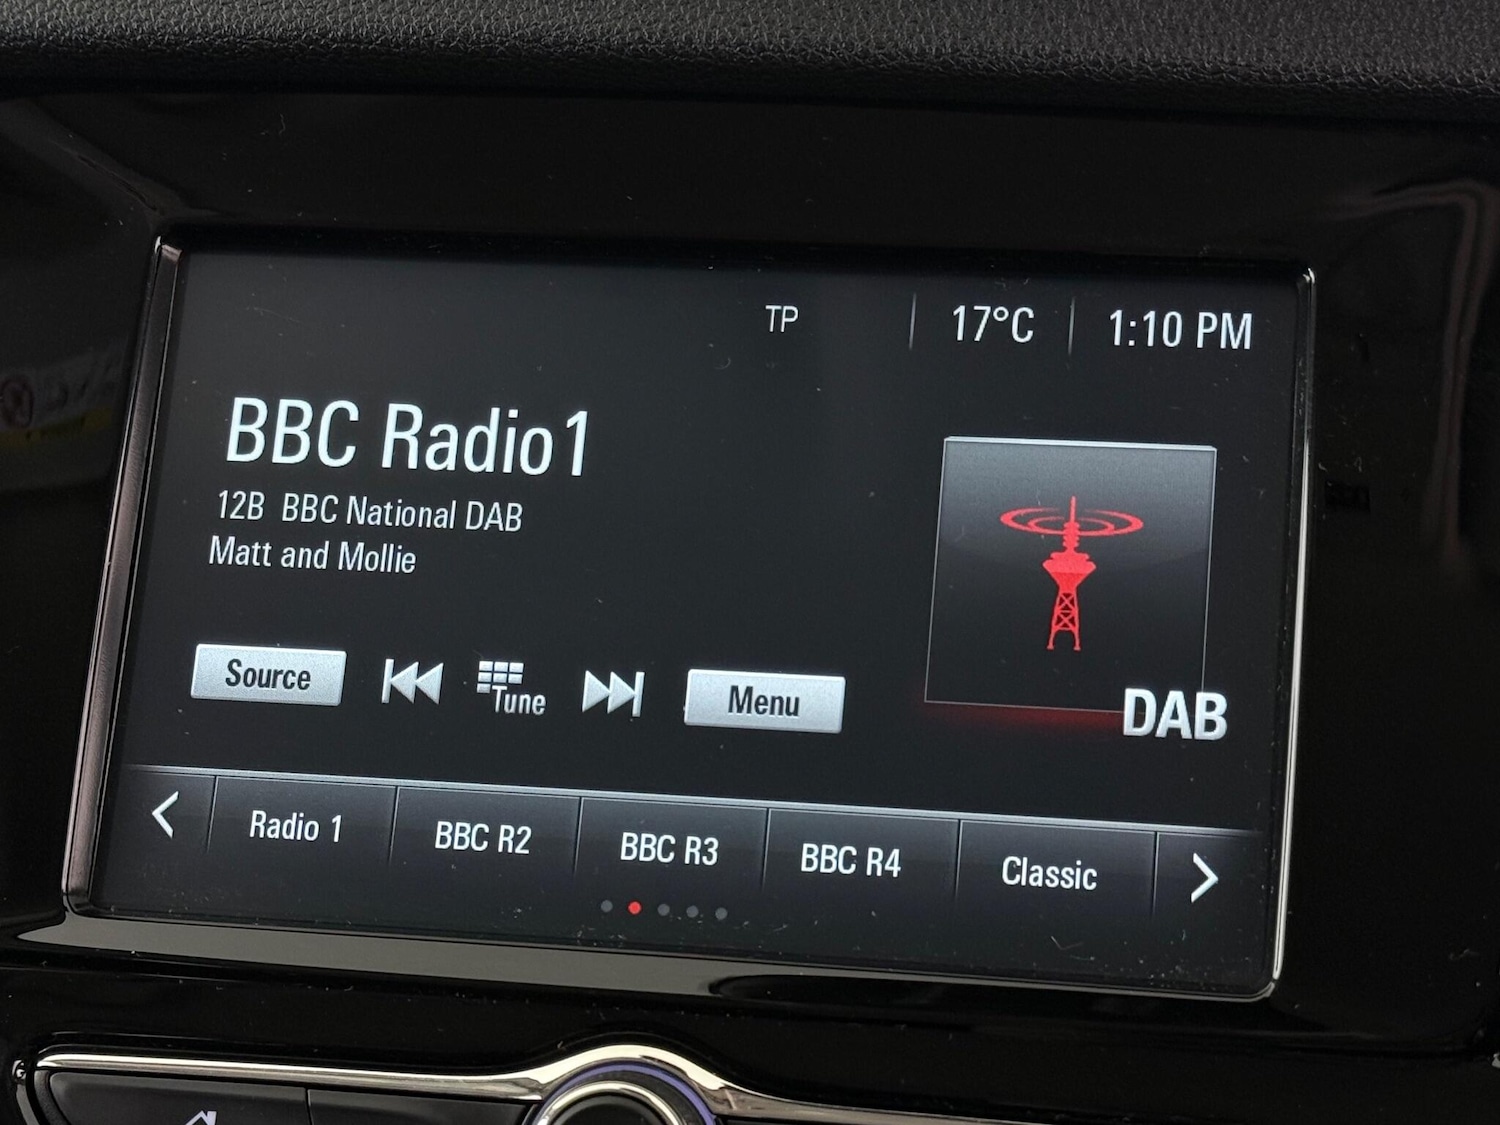 TP 17°C 1:10 PM
BBC Radio1
12B BBC National DAB
Matt and Mollie
DAB
Source Tune Menu
Radio 1 BBC R2 BBC R3 BBC R4 Classic